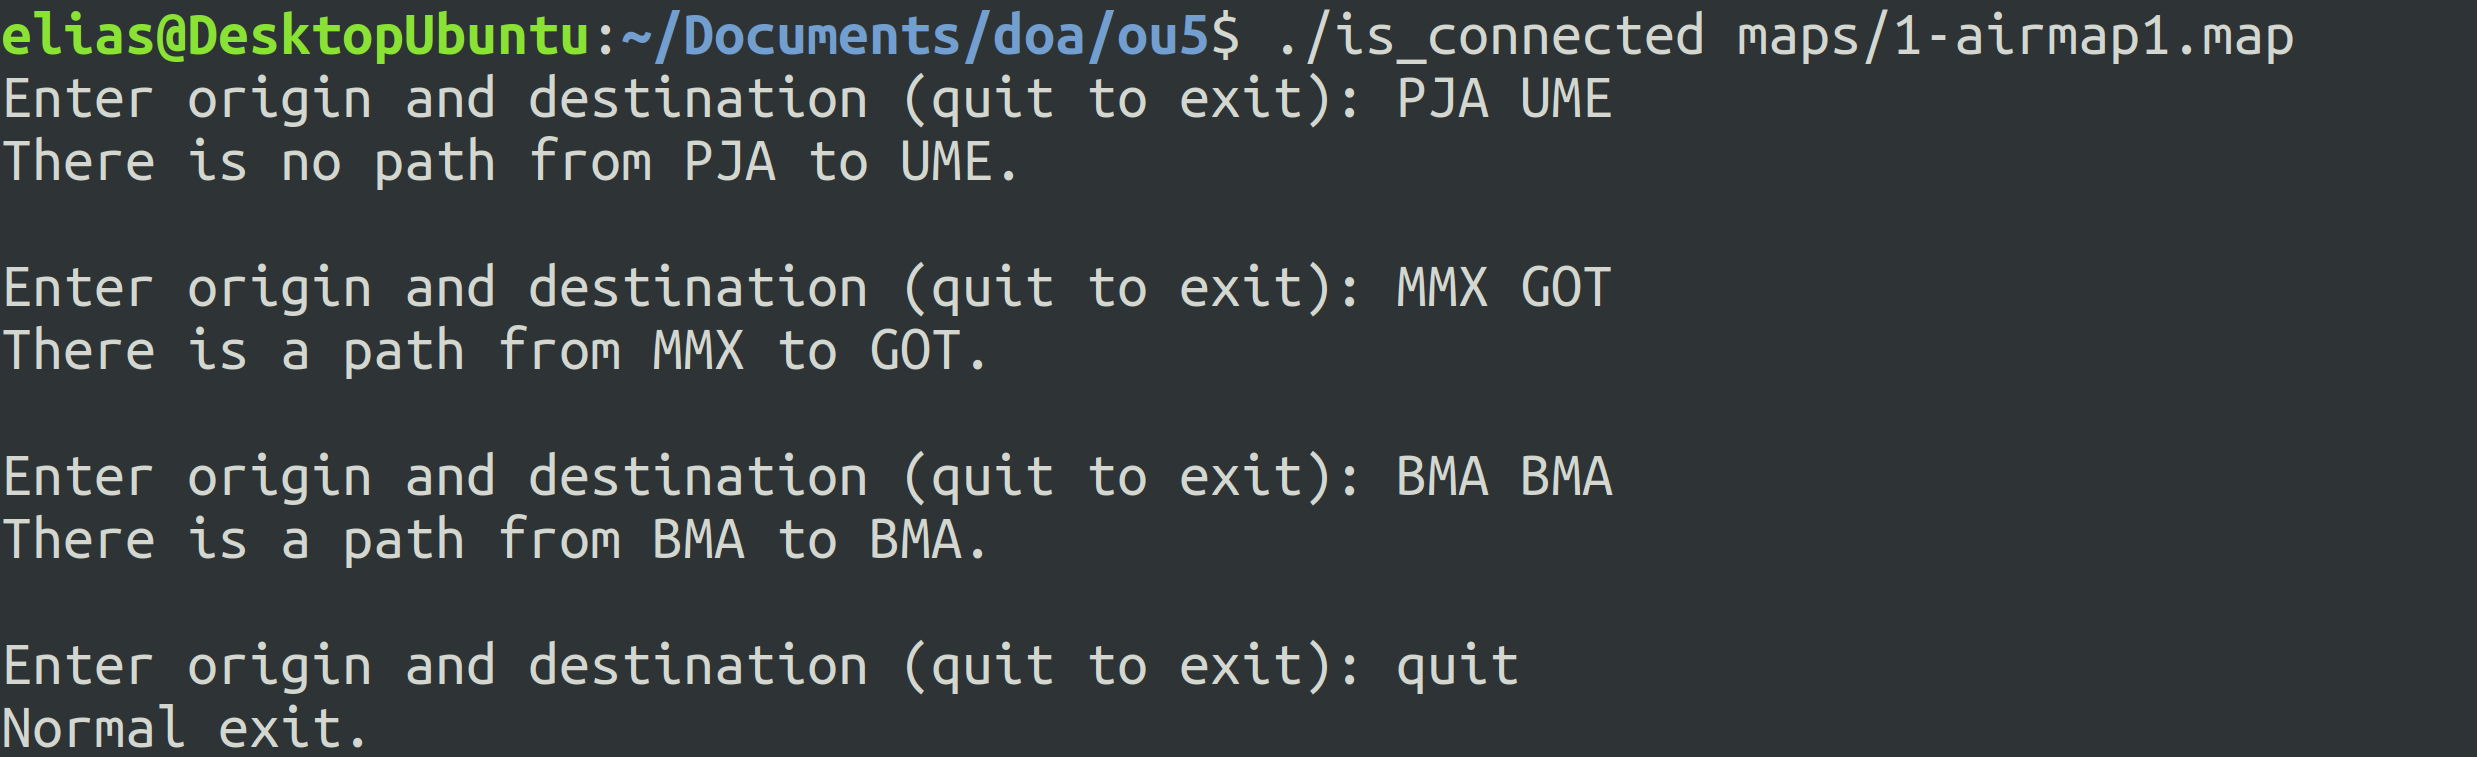 elias@DesktopUbuntu:~/Documents/doa/ou5$ ./is_connected maps/1-airmap1.map
Enter origin and destination (quit to exit): PJA UME
There is no path from PJA to UME.

Enter origin and destination (quit to exit): MMX GOT
There is a path from MMX to GOT.

Enter origin and destination (quit to exit): BMA BMA
There is a path from BMA to BMA.

Enter origin and destination (quit to exit): quit
Normal exit.